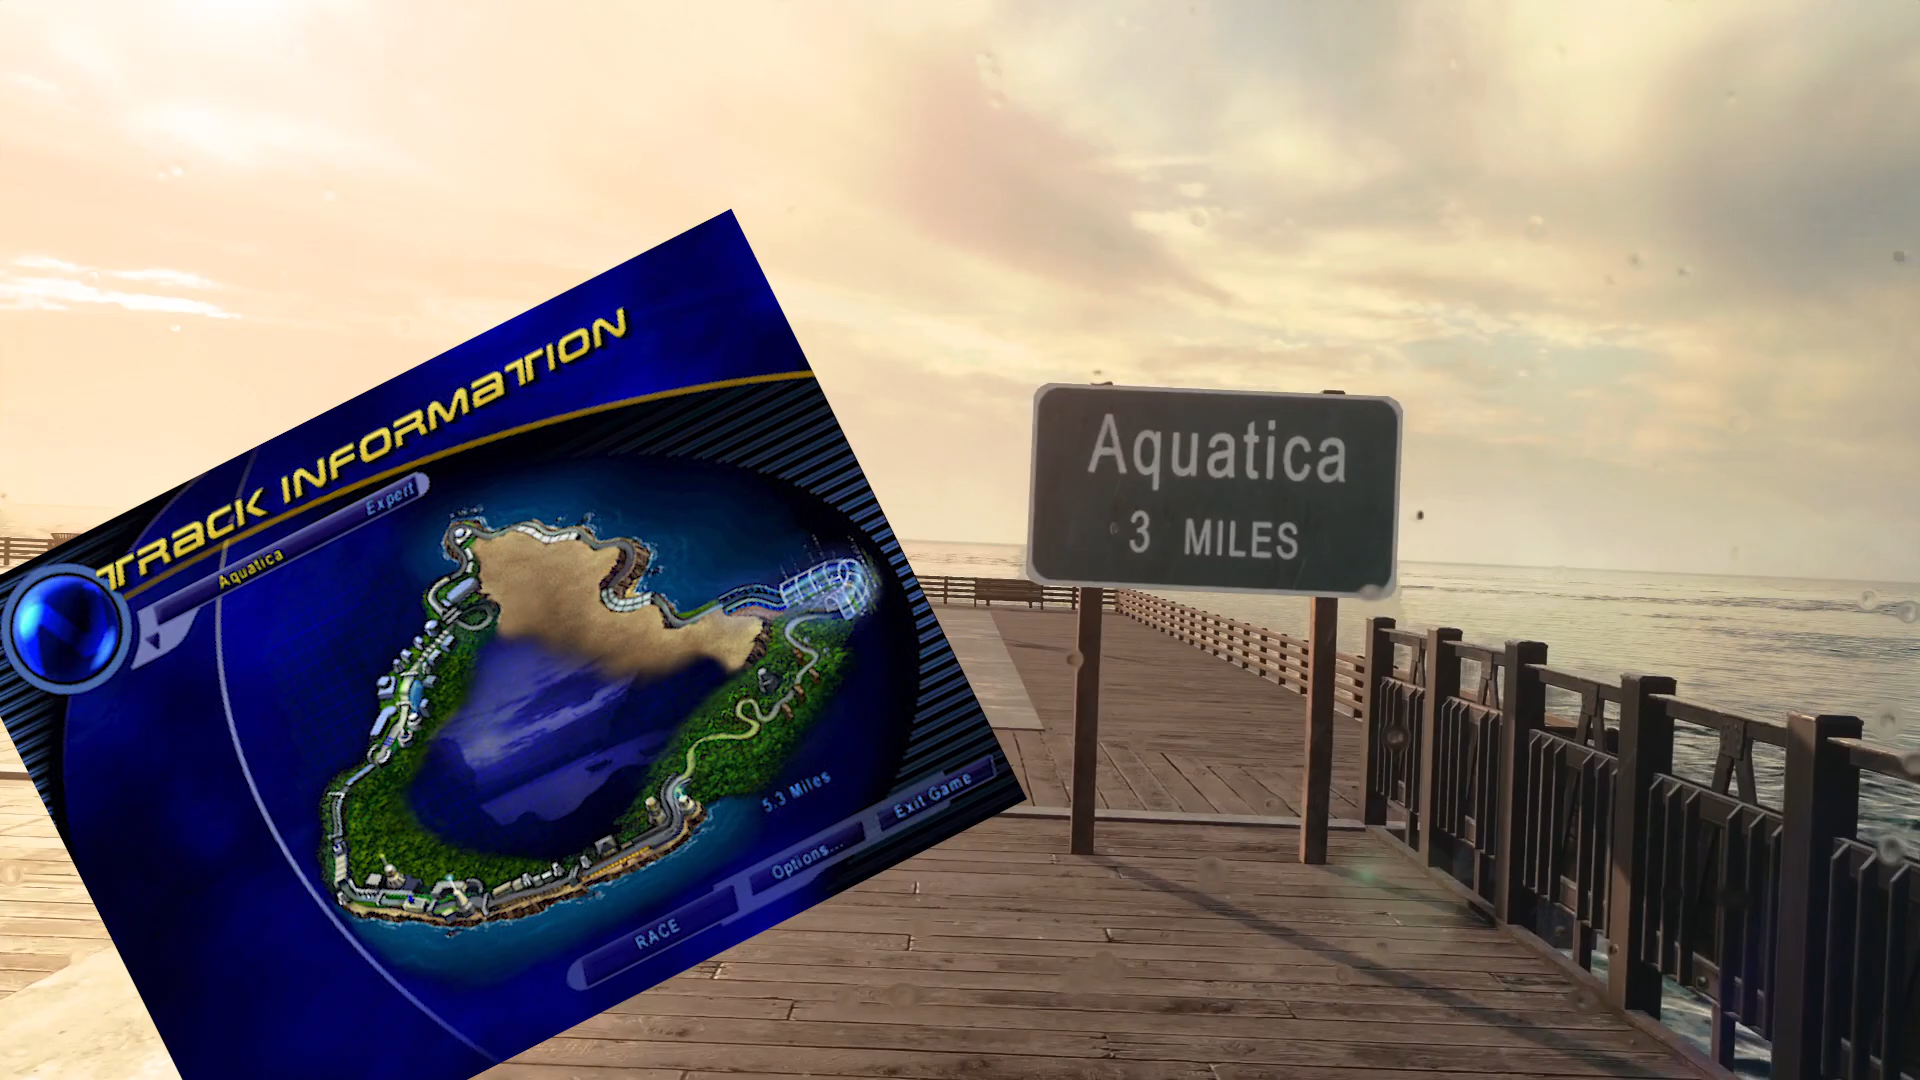 TRACK INFORMATION
Aquatica
Expert
5.3 Miles
RACE
Options...
Exit Game
Aquatica
3 MILES